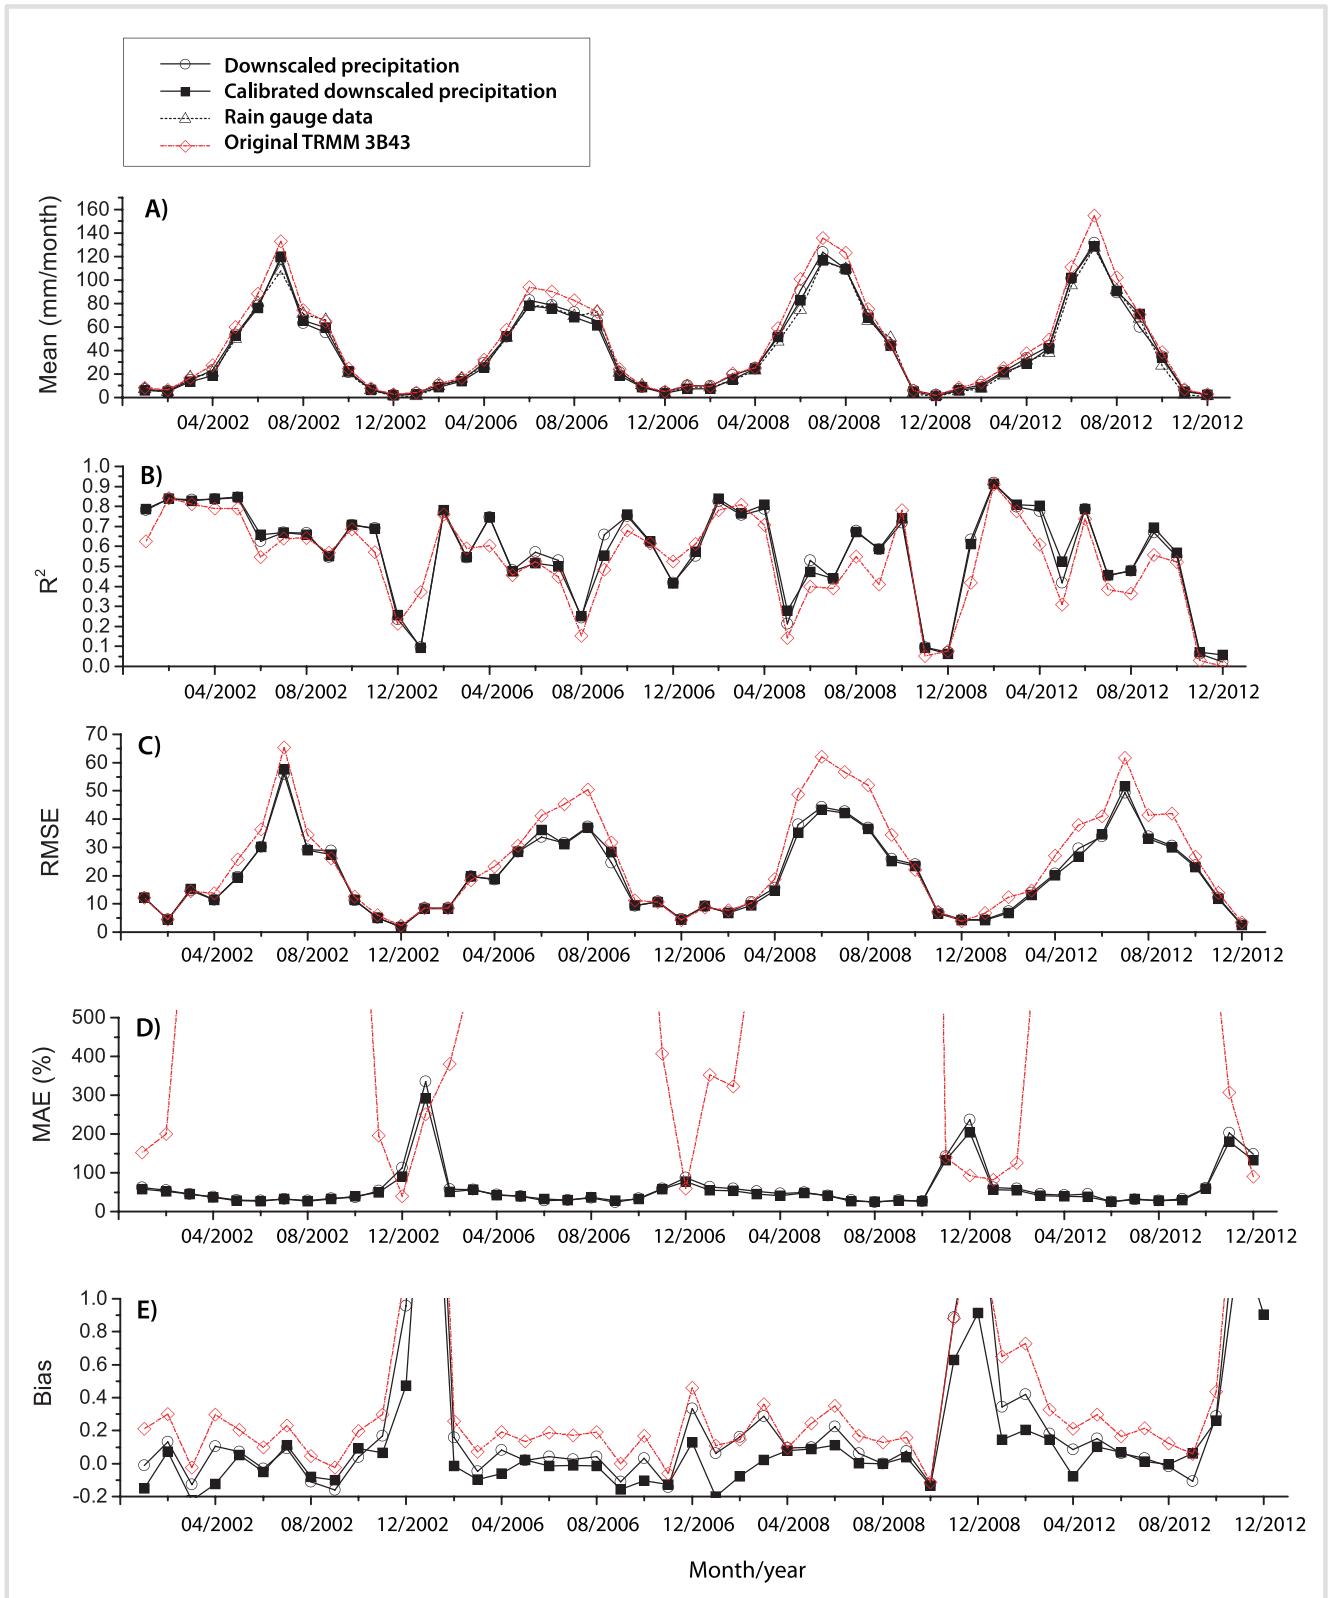 Downscaled precipitation
Calibrated downscaled precipitation
Rain gauge data
Original TRMM 3B43
A)
Mean (mm/month)
160
140
120
100
80
60
40
20
0
04/2002 08/2002 12/2002 04/2006 08/2006 12/2006 04/2008 08/2008 12/2008 04/2012 08/2012 12/2012
B)
R²
1.0
0.9
0.8
0.7
0.6
0.5
0.4
0.3
0.2
0.1
0.0
04/2002 08/2002 12/2002 04/2006 08/2006 12/2006 04/2008 08/2008 12/2008 04/2012 08/2012 12/2012
C)
RMSE
70
60
50
40
30
20
10
0
04/2002 08/2002 12/2002 04/2006 08/2006 12/2006 04/2008 08/2008 12/2008 04/2012 08/2012 12/2012
D)
MAE (%)
500
400
300
200
100
0
04/2002 08/2002 12/2002 04/2006 08/2006 12/2006 04/2008 08/2008 12/2008 04/2012 08/2012 12/2012
E)
Bias
1.0
0.8
0.6
0.4
0.2
0.0
-0.2
04/2002 08/2002 12/2002 04/2006 08/2006 12/2006 04/2008 08/2008 12/2008 04/2012 08/2012 12/2012
Month/year